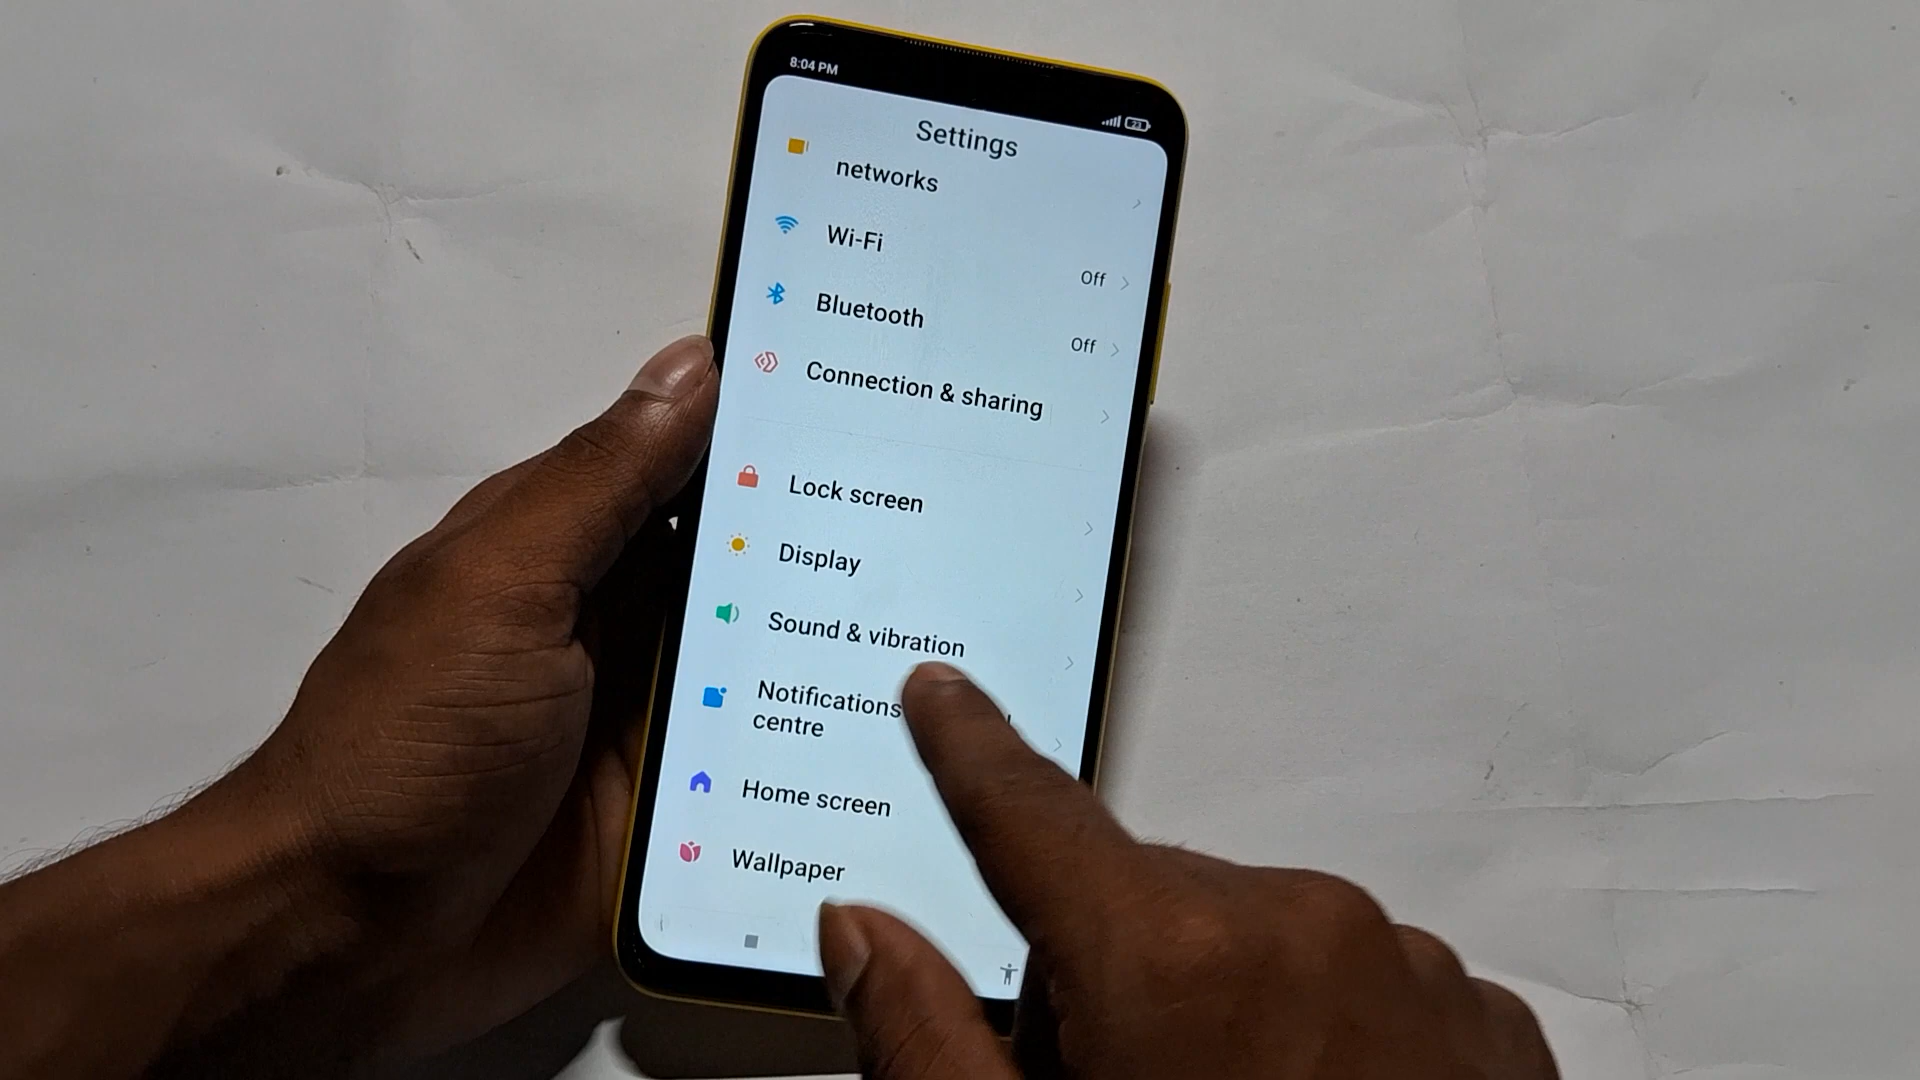 8:04 PM
23
Settings
networks
Wi-Fi
Off
Bluetooth
Off
Connection & sharing
Lock screen
Display
Sound & vibration
Notifications
centre
Home screen
Wallpaper